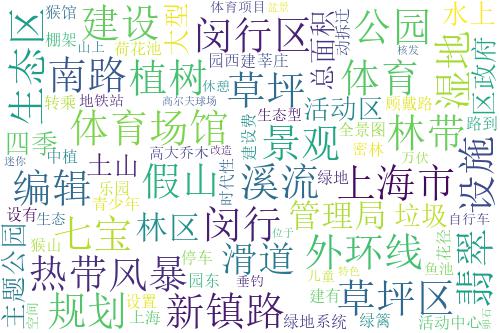 猴馆
棚架
山上
生态区
荷花池
建设
大型
闵行区
体育项目
盆景
动拆迁
总面积
公园
水上
核发
南路
植树
园西
建莘庄
休憩
草坪
体育
湿地
区政府
转乘
地铁站
高尔夫球场
生态型
活动区
顾戴路
路到
四季
中植
体育场馆
建设费
景观
全景图
密林
万伏
林带
迷你
土山
高大乔木
改造
时代性
绿地
编辑
乐园
青少年
假山
溪流
上海市
设施
设有
生态
林区
闵行
管理局
垃圾
自行车
主题公园
猴山
七宝
停车
滑道
位于
外环线
花径
翡翠
热带风暴
园东
垂钓
儿童
特色
鱼池
空间
规划
设置
上海
新镇路
建有
绿篱
草坪区
绿地系统
活动中心